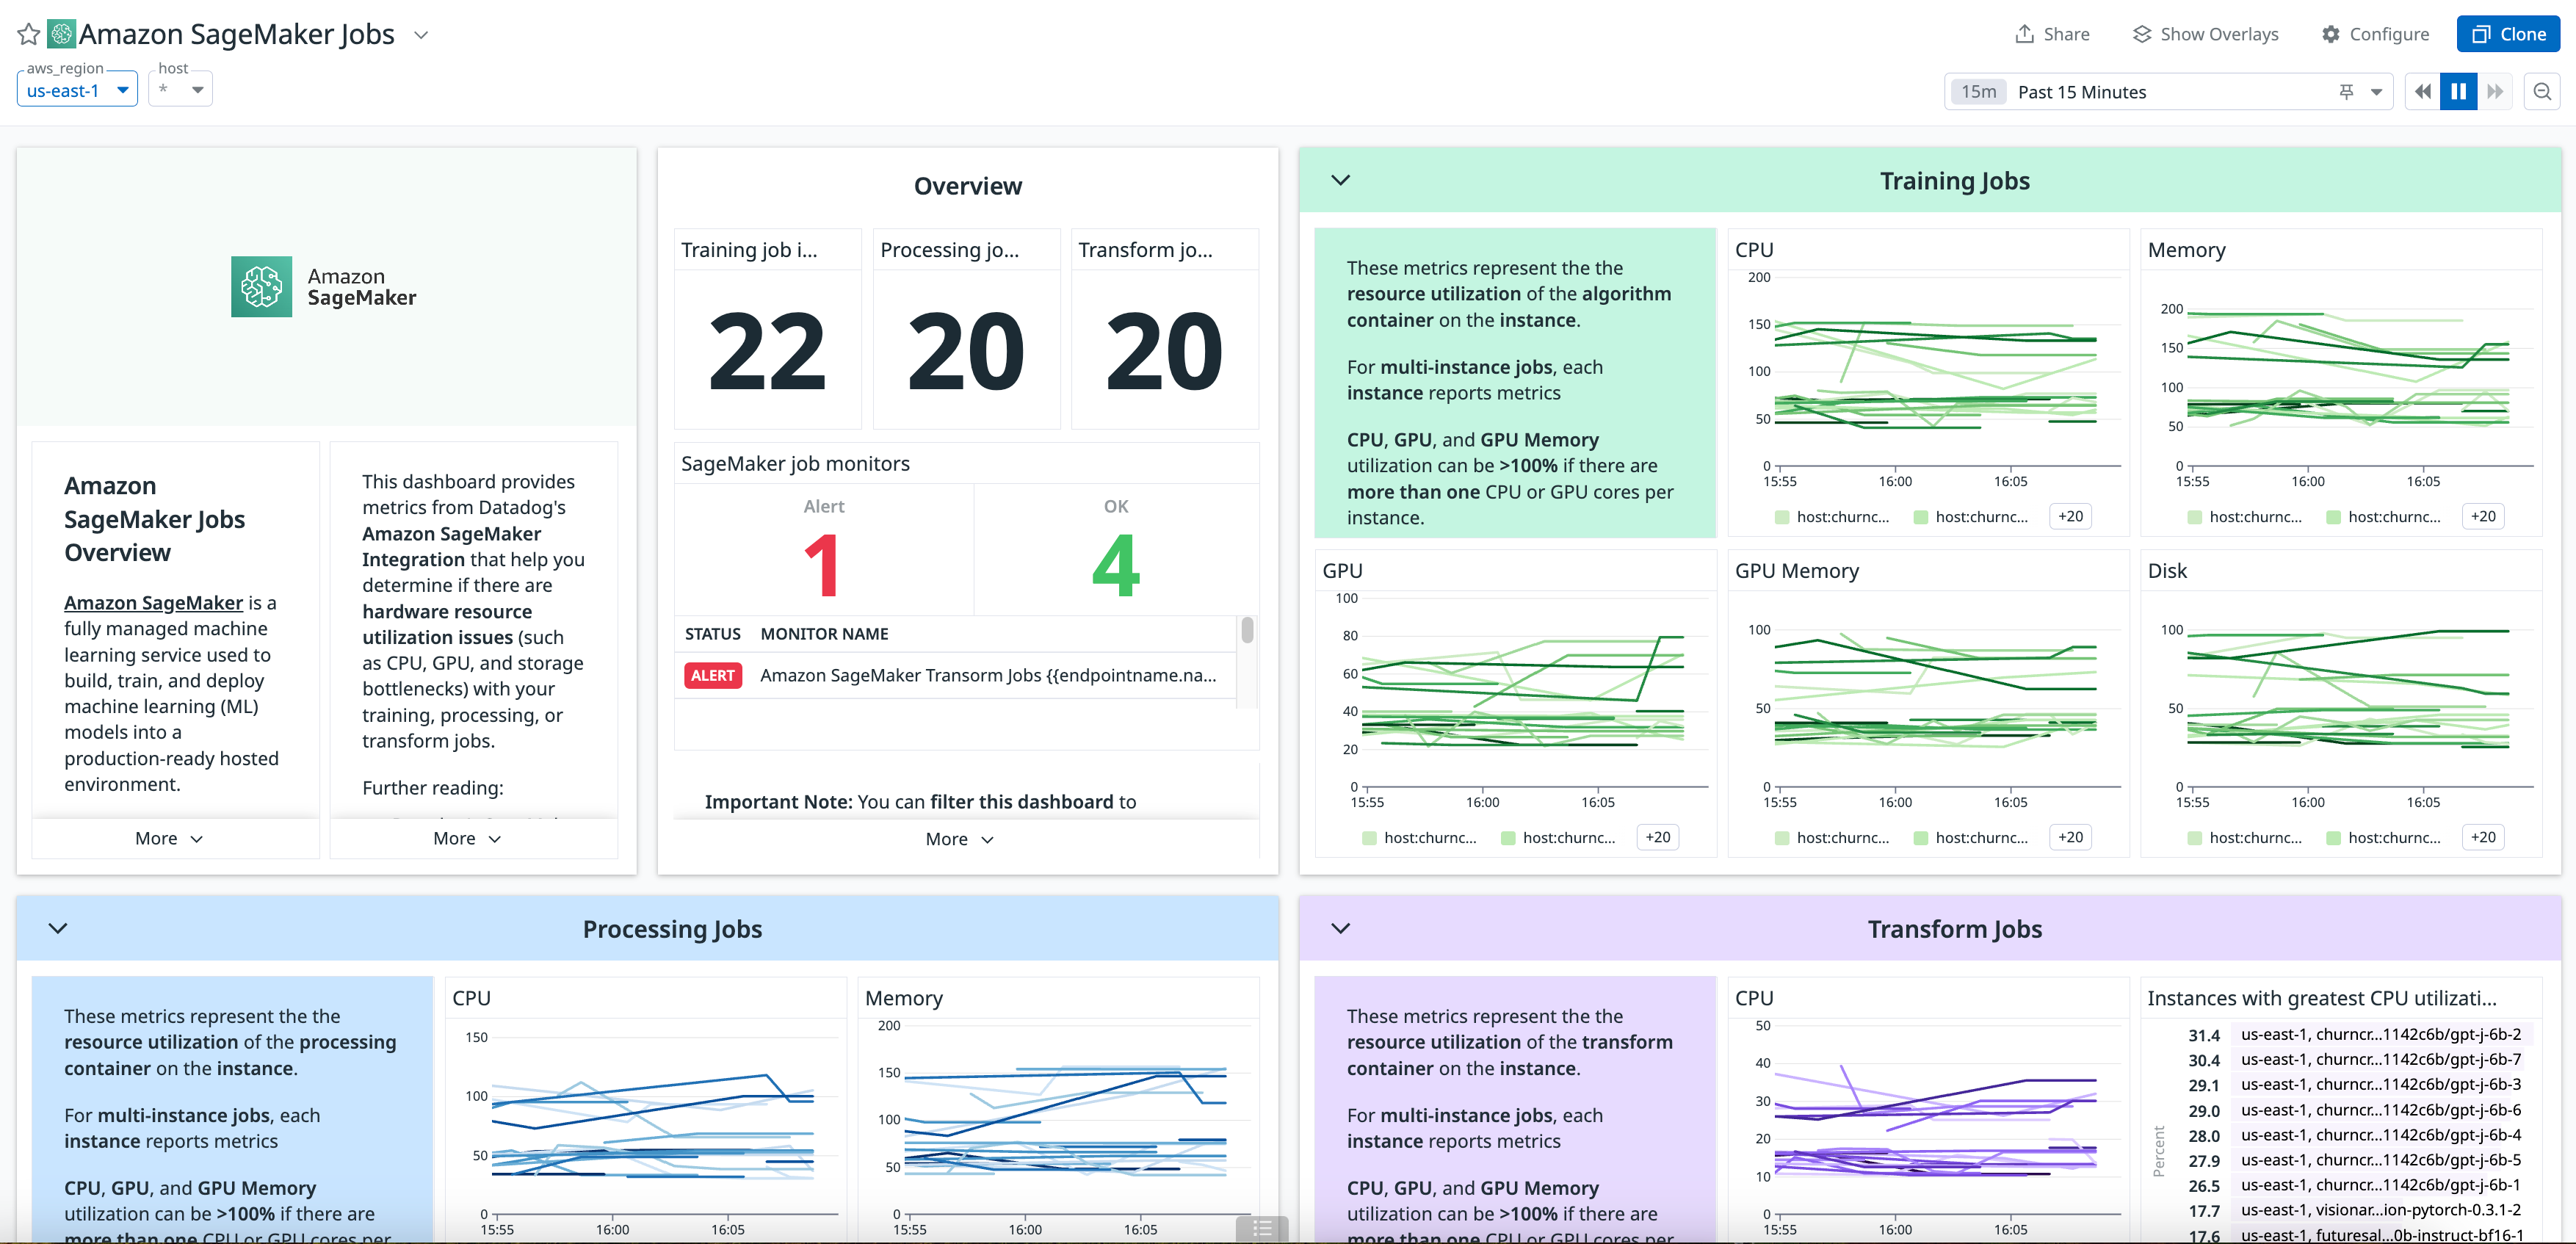 Amazon SageMaker Jobs
Share
Show Overlays
Configure
Clone
aws_region
us-east-1
host
*
15m Past 15 Minutes
Amazon
SageMaker
Amazon
SageMaker Jobs
Overview
Amazon SageMaker is a
fully managed machine
learning service used to
build, train, and deploy
machine learning (ML)
models into a
production-ready hosted
environment.
More
This dashboard provides
metrics from Datadog's
Amazon SageMaker
Integration that help you
determine if there are
hardware resource
utilization issues (such
as CPU, GPU, and storage
bottlenecks) with your
training, processing, or
transform jobs.
Further reading:
More
Overview
Training job i...
22
Processing jo...
20
Transform jo...
20
SageMaker job monitors
Alert
1
OK
4
STATUS MONITOR NAME
ALERT Amazon SageMaker Transorm Jobs {{endpointname.na...
Important Note: You can filter this dashboard to
More
Training Jobs
These metrics represent the the
resource utilization of the algorithm
container on the instance.
For multi-instance jobs, each
instance reports metrics
CPU, GPU, and GPU Memory
utilization can be >100% if there are
more than one CPU or GPU cores per
instance.
CPU
200
150
100
50
0
15:55 16:00 16:05
host:churnc... host:churnc... +20
Memory
200
150
100
50
0
15:55 16:00 16:05
host:churnc... host:churnc... +20
GPU
100
80
60
40
20
0
15:55 16:00 16:05
host:churnc... host:churnc... +20
GPU Memory
100
50
0
15:55 16:00 16:05
host:churnc... host:churnc... +20
Disk
100
50
0
15:55 16:00 16:05
host:churnc... host:churnc... +20
Processing Jobs
These metrics represent the the
resource utilization of the processing
container on the instance.
For multi-instance jobs, each
instance reports metrics
CPU, GPU, and GPU Memory
utilization can be >100% if there are
more than one CPU or GPU cores per
CPU
150
100
50
0
15:55 16:00 16:05
Memory
200
150
100
50
0
15:55 16:00 16:05
Transform Jobs
These metrics represent the the
resource utilization of the transform
container on the instance.
For multi-instance jobs, each
instance reports metrics
CPU, GPU, and GPU Memory
utilization can be >100% if there are
more than one CPU or GPU cores per
CPU
50
40
30
20
10
0
15:55 16:00 16:05
Instances with greatest CPU utilizati...
Percent
31.4 us-east-1, churncr...1142c6b/gpt-j-6b-2
30.4 us-east-1, churncr...1142c6b/gpt-j-6b-7
29.1 us-east-1, churncr...1142c6b/gpt-j-6b-3
29.0 us-east-1, churncr...1142c6b/gpt-j-6b-6
28.0 us-east-1, churncr...1142c6b/gpt-j-6b-4
27.9 us-east-1, churncr...1142c6b/gpt-j-6b-5
26.5 us-east-1, churncr...1142c6b/gpt-j-6b-1
17.7 us-east-1, visionar...ion-pytorch-0.3.1-2
17.6 us-east-1, futuresal...0b-instruct-bf16-1